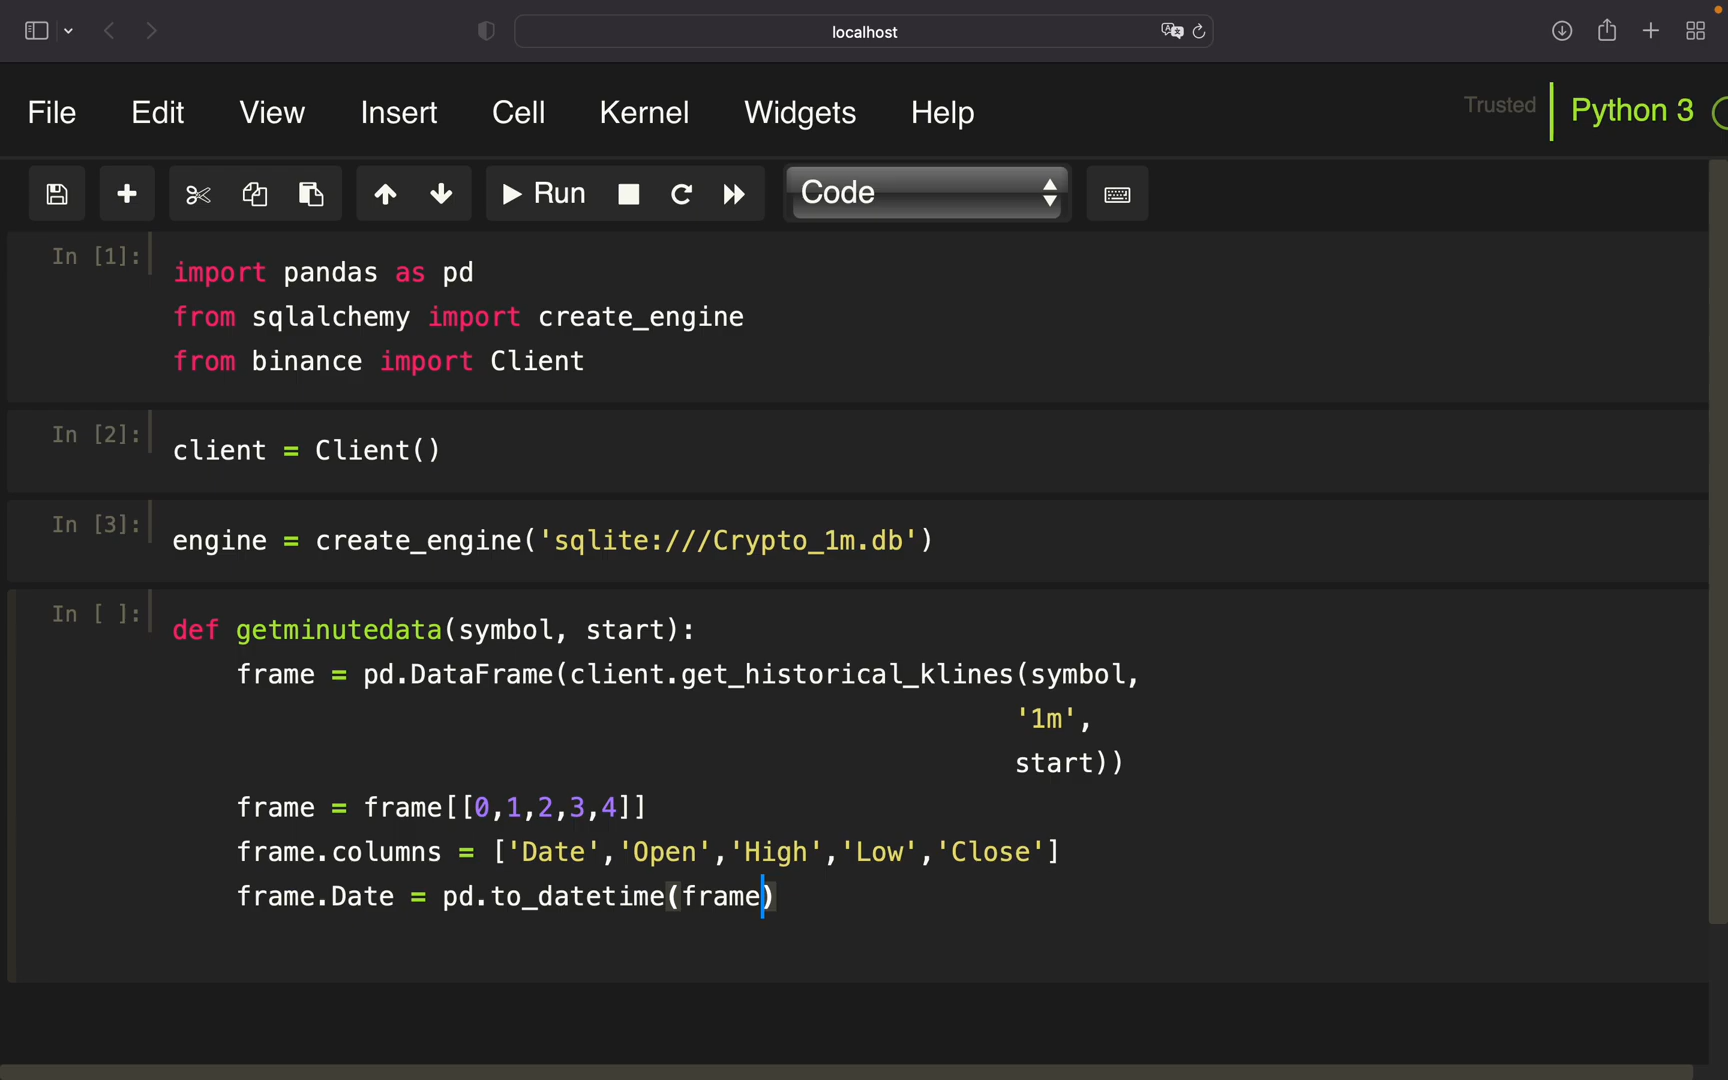 localhost
File Edit View Insert Cell Kernel Widgets Help Trusted Python 3
Run Code
In [1]:
import pandas as pd
from sqlalchemy import create_engine
from binance import Client
In [2]:
client = Client()
In [3]:
engine = create_engine('sqlite:///Crypto_1m.db')
In [ ]:
def getminutedata(symbol, start):
frame = pd.DataFrame(client.get_historical_klines(symbol,
'1m',
start))
frame = frame[[0,1,2,3,4]]
frame.columns = ['Date','Open','High','Low','Close']
frame.Date = pd.to_datetime(frame)